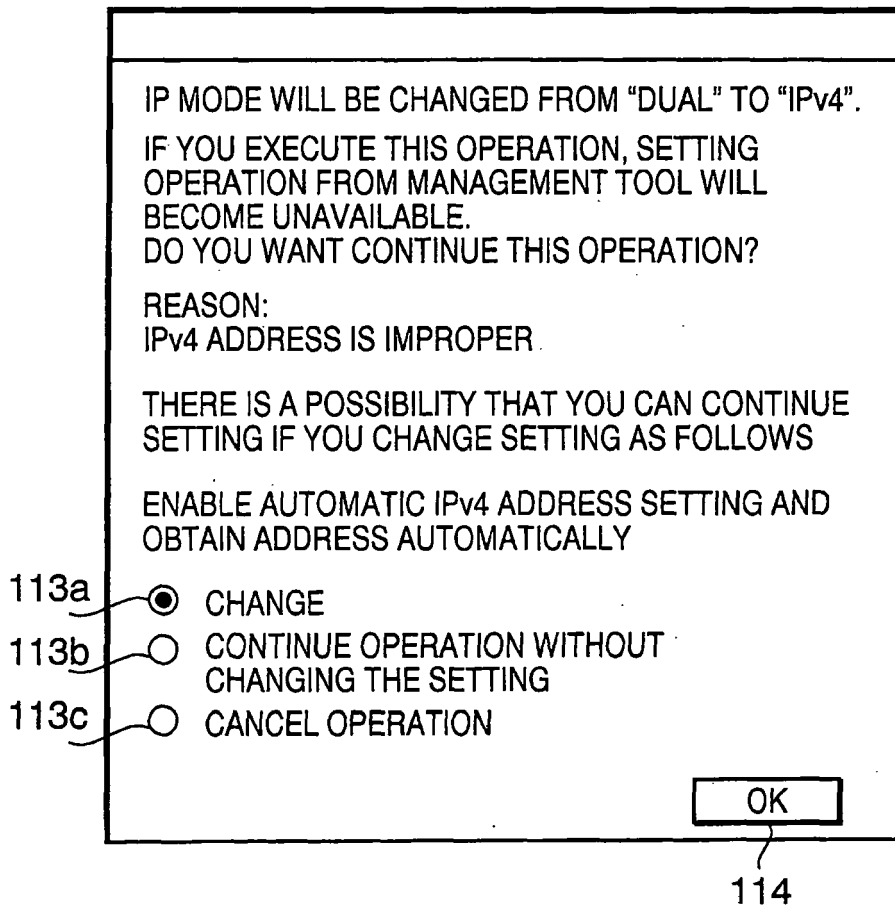 IP MODE WILL BE CHANGED FROM "DUAL" TO "IPv4".
IF YOU EXECUTE THIS OPERATION, SETTING
OPERATION FROM MANAGEMENT TOOL WILL
BECOME UNAVAILABLE.
DO YOU WANT CONTINUE THIS OPERATION?
REASON:
IPv4 ADDRESS IS IMPROPER
THERE IS A POSSIBILITY THAT YOU CAN CONTINUE
SETTING IF YOU CHANGE SETTING AS FOLLOWS
ENABLE AUTOMATIC IPv4 ADDRESS SETTING AND
OBTAIN ADDRESS AUTOMATICALLY
113a CHANGE
113b CONTINUE OPERATION WITHOUT
CHANGING THE SETTING
113c CANCEL OPERATION
OK
114